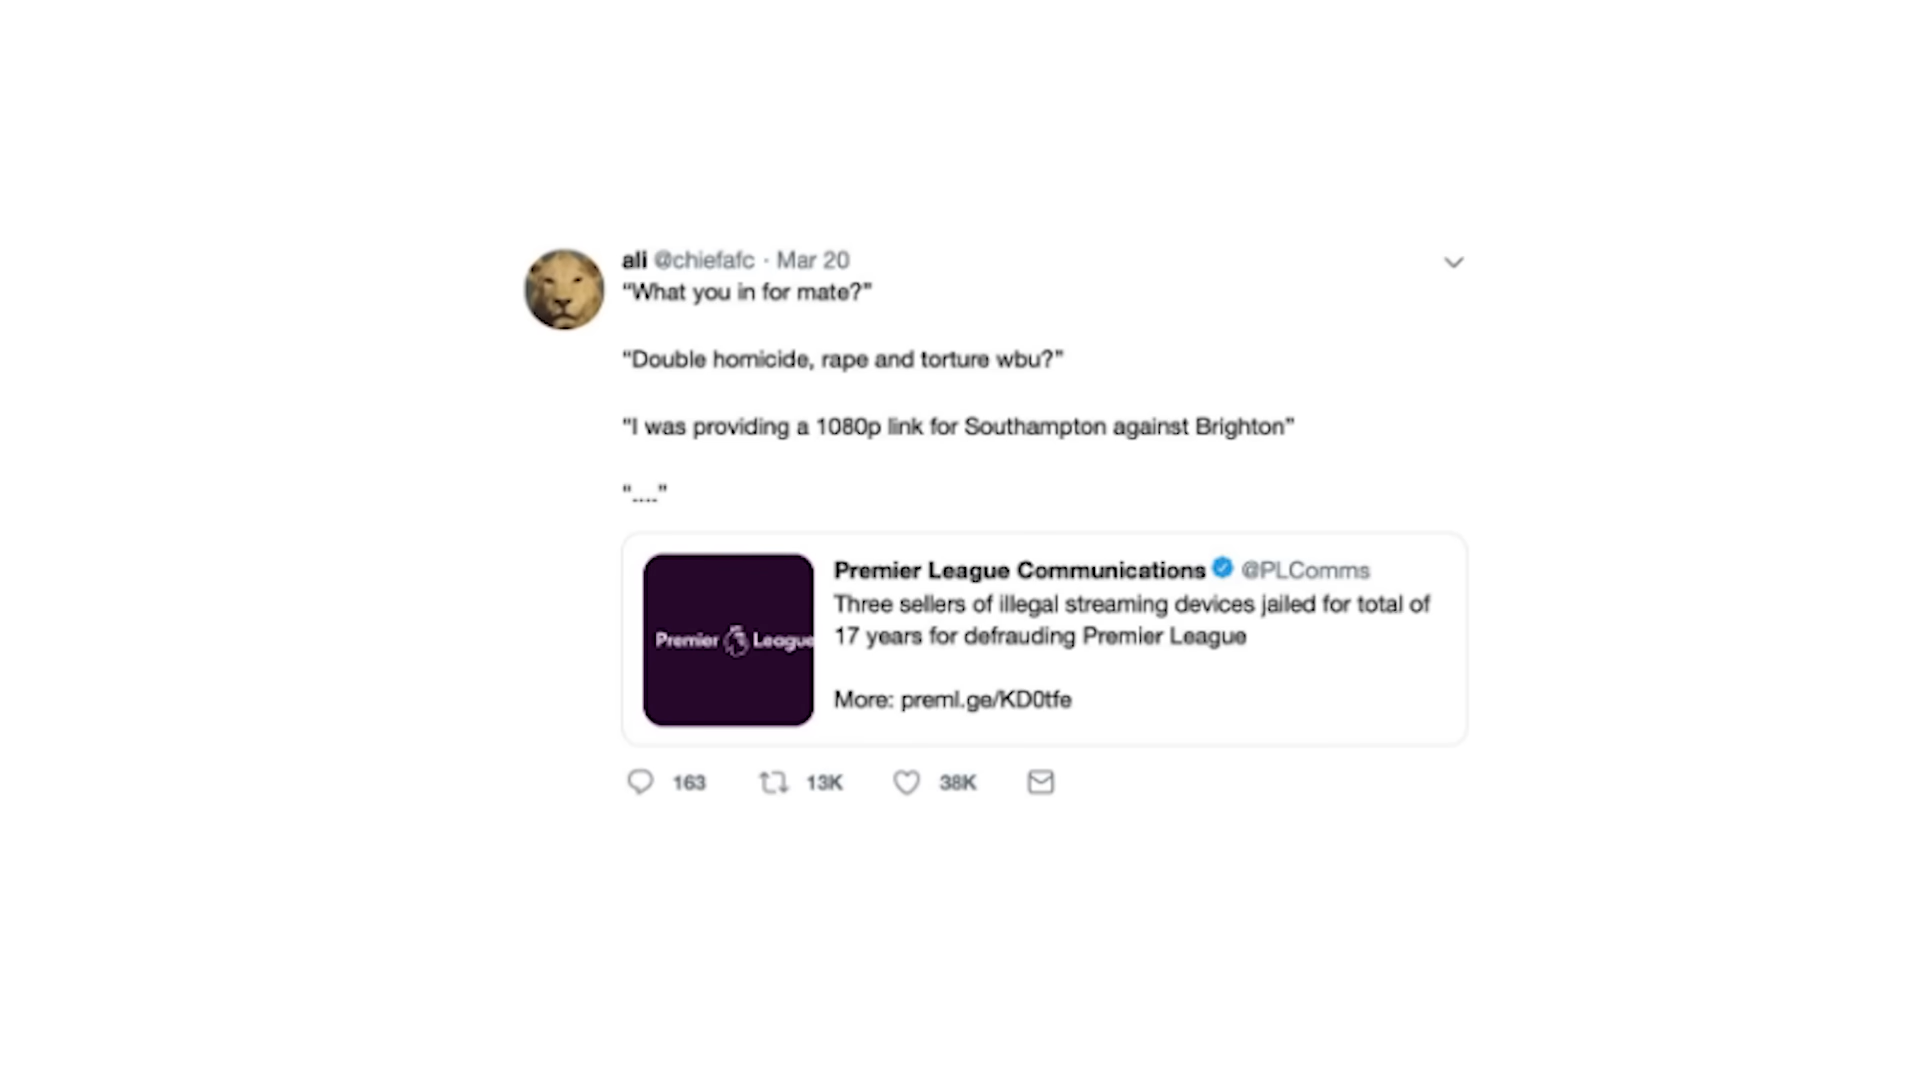 ali @chiefafc · Mar 20
“What you in for mate?”
“Double homicide, rape and torture wbu?”
"I was providing a 1080p link for Southampton against Brighton”
“....”
Premier League
Premier League Communications @PLComms
Three sellers of illegal streaming devices jailed for total of
17 years for defrauding Premier League
More: preml.ge/KD0tfe
163 13K 38K